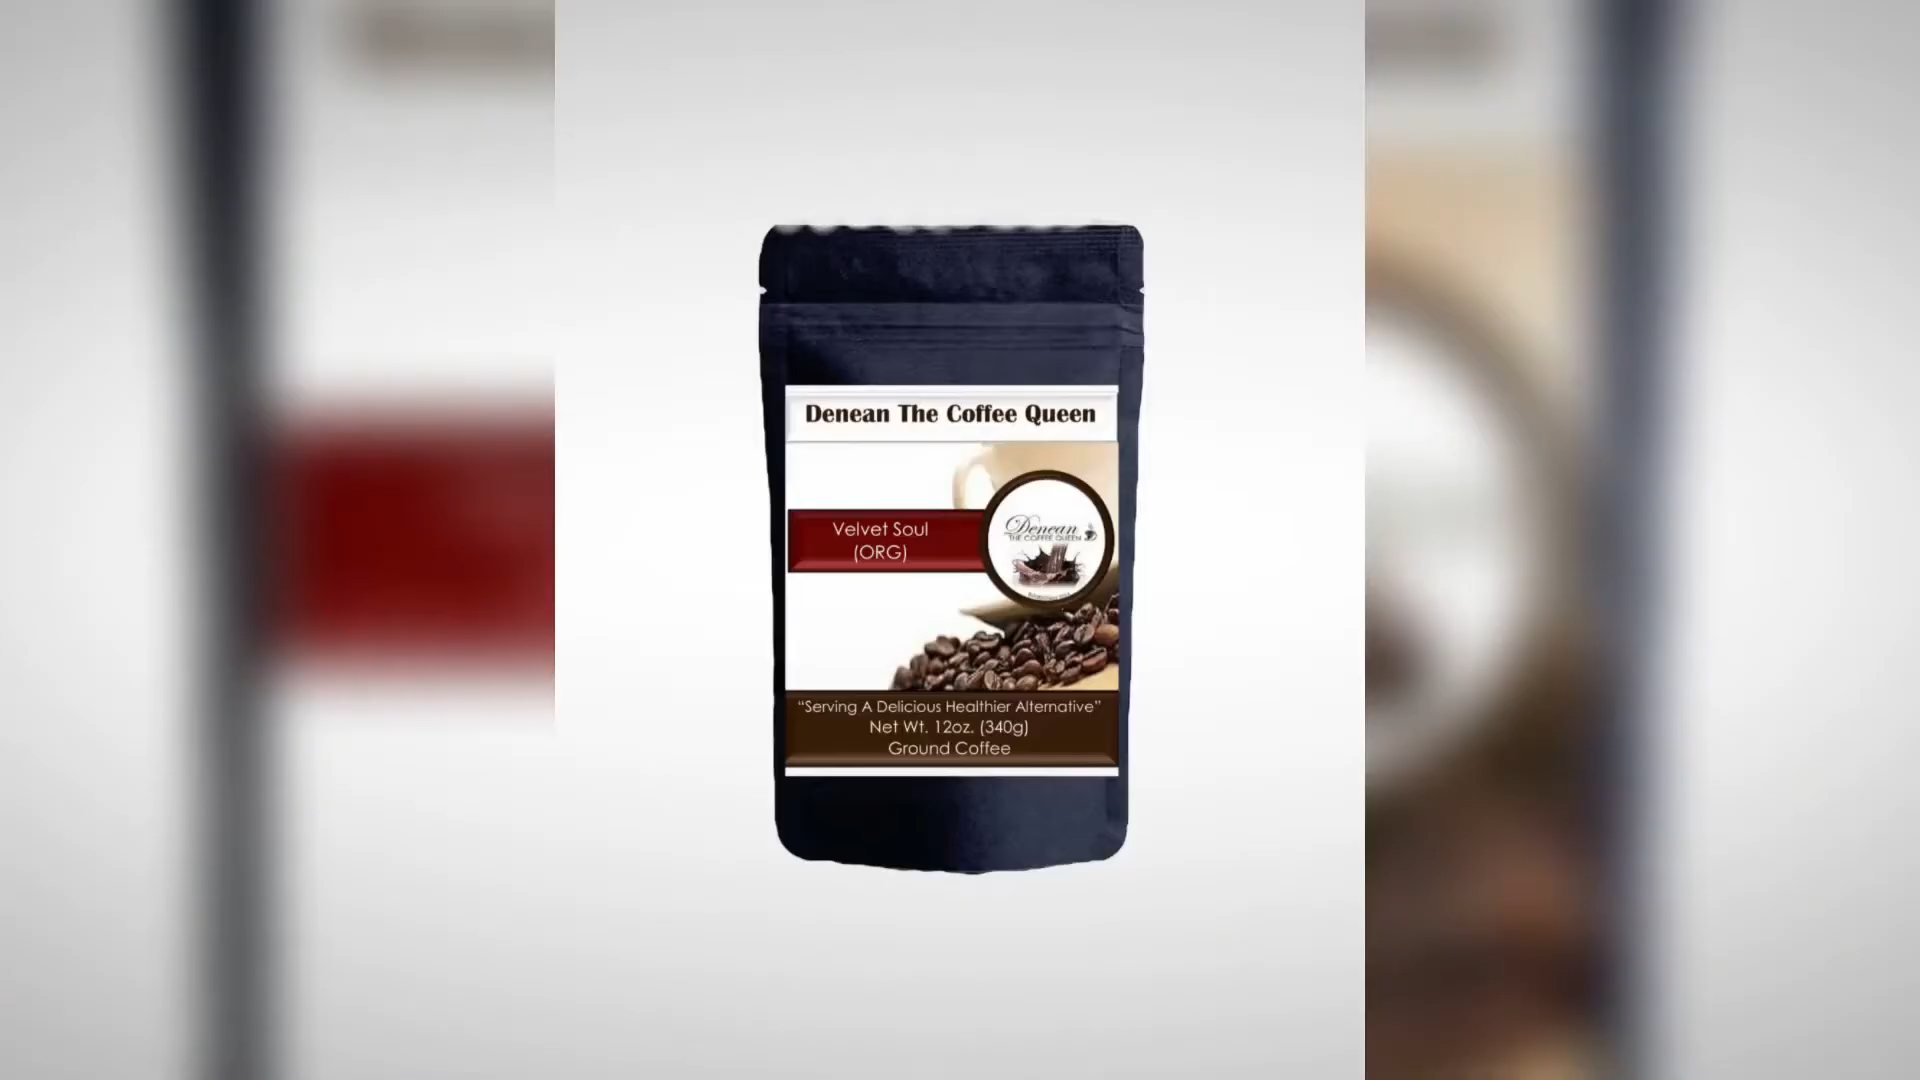 Denean The Coffee Queen
Velvet Soul
(ORG)
Denean
THE COFFEE QUEEN
“Serving A Delicious Healthier Alternative”
Net Wt. 12oz. (340g)
Ground Coffee